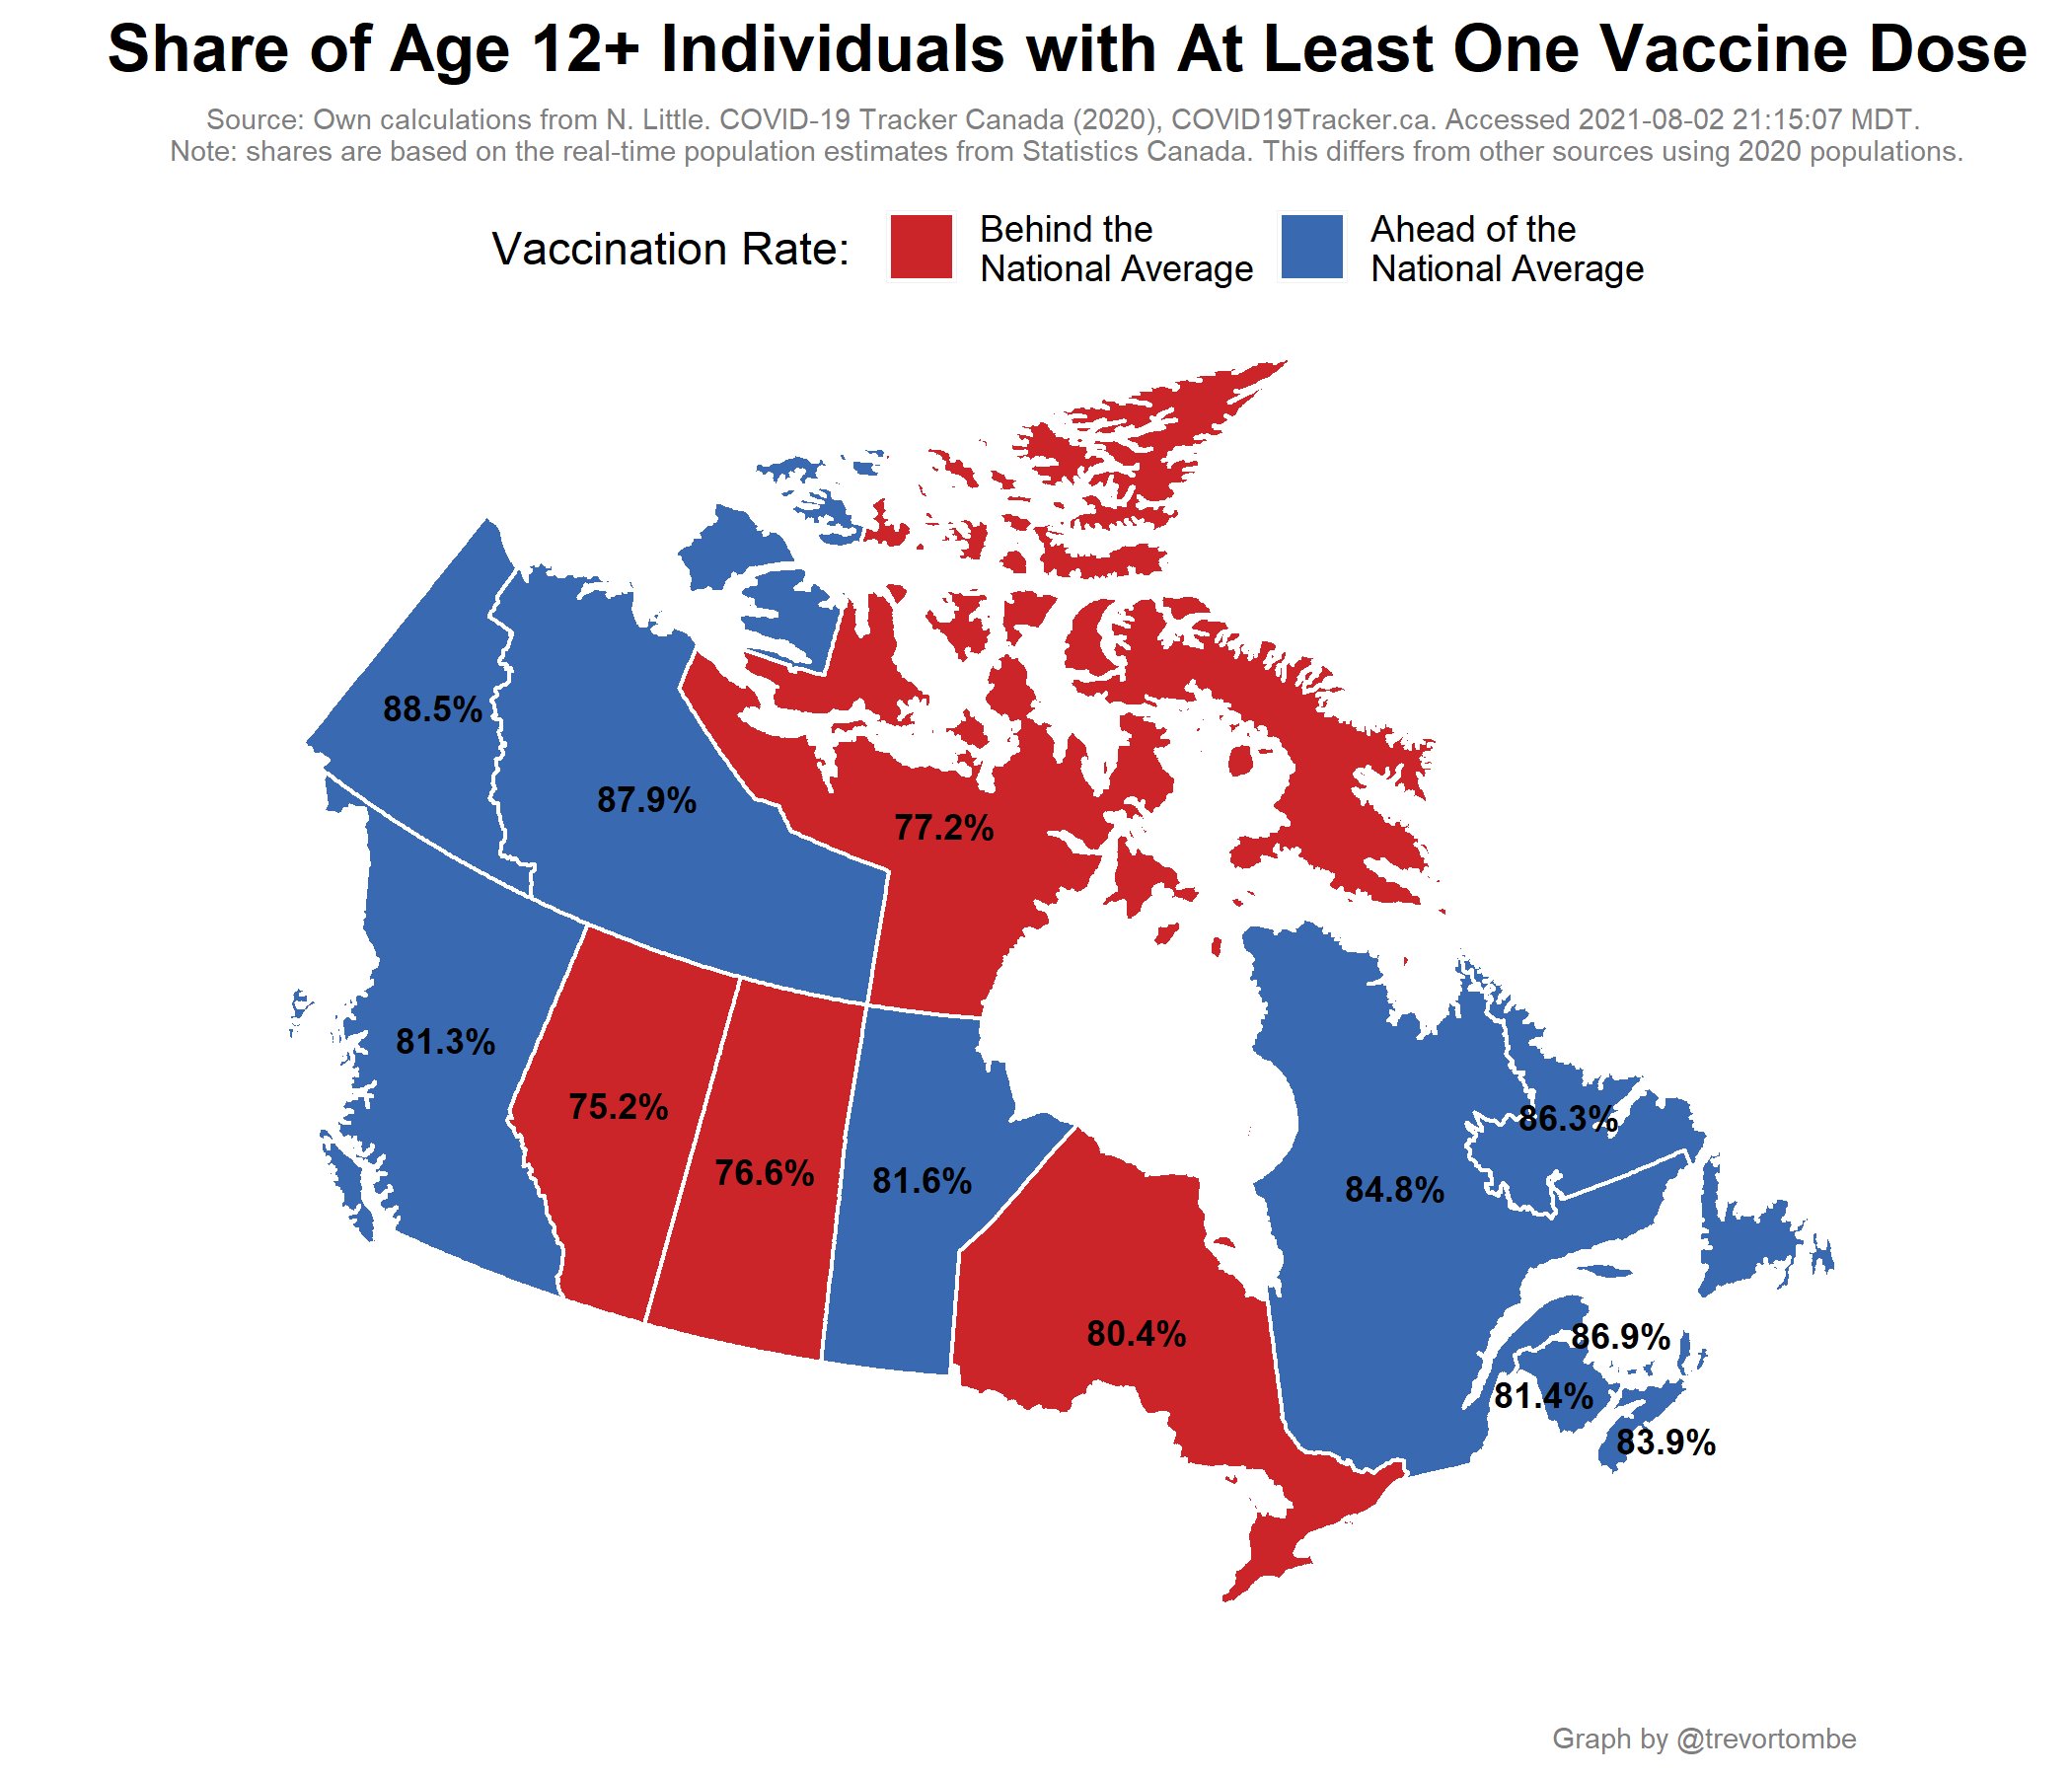 Share of Age 12+ Individuals with At Least One Vaccine Dose
Source: Own calculations from N. Little. COVID-19 Tracker Canada (2020), COVID19Tracker.ca. Accessed 2021-08-02 21:15:07 MDT.
Note: shares are based on the real-time population estimates from Statistics Canada. This differs from other sources using 2020 populations.
Vaccination Rate:
Behind the
National Average
Ahead of the
National Average
88.5%
87.9%
77.2%
81.3%
75.2%
76.6%
81.6%
80.4%
84.8%
86.3%
86.9%
81.4%
83.9%
Graph by @trevortombe